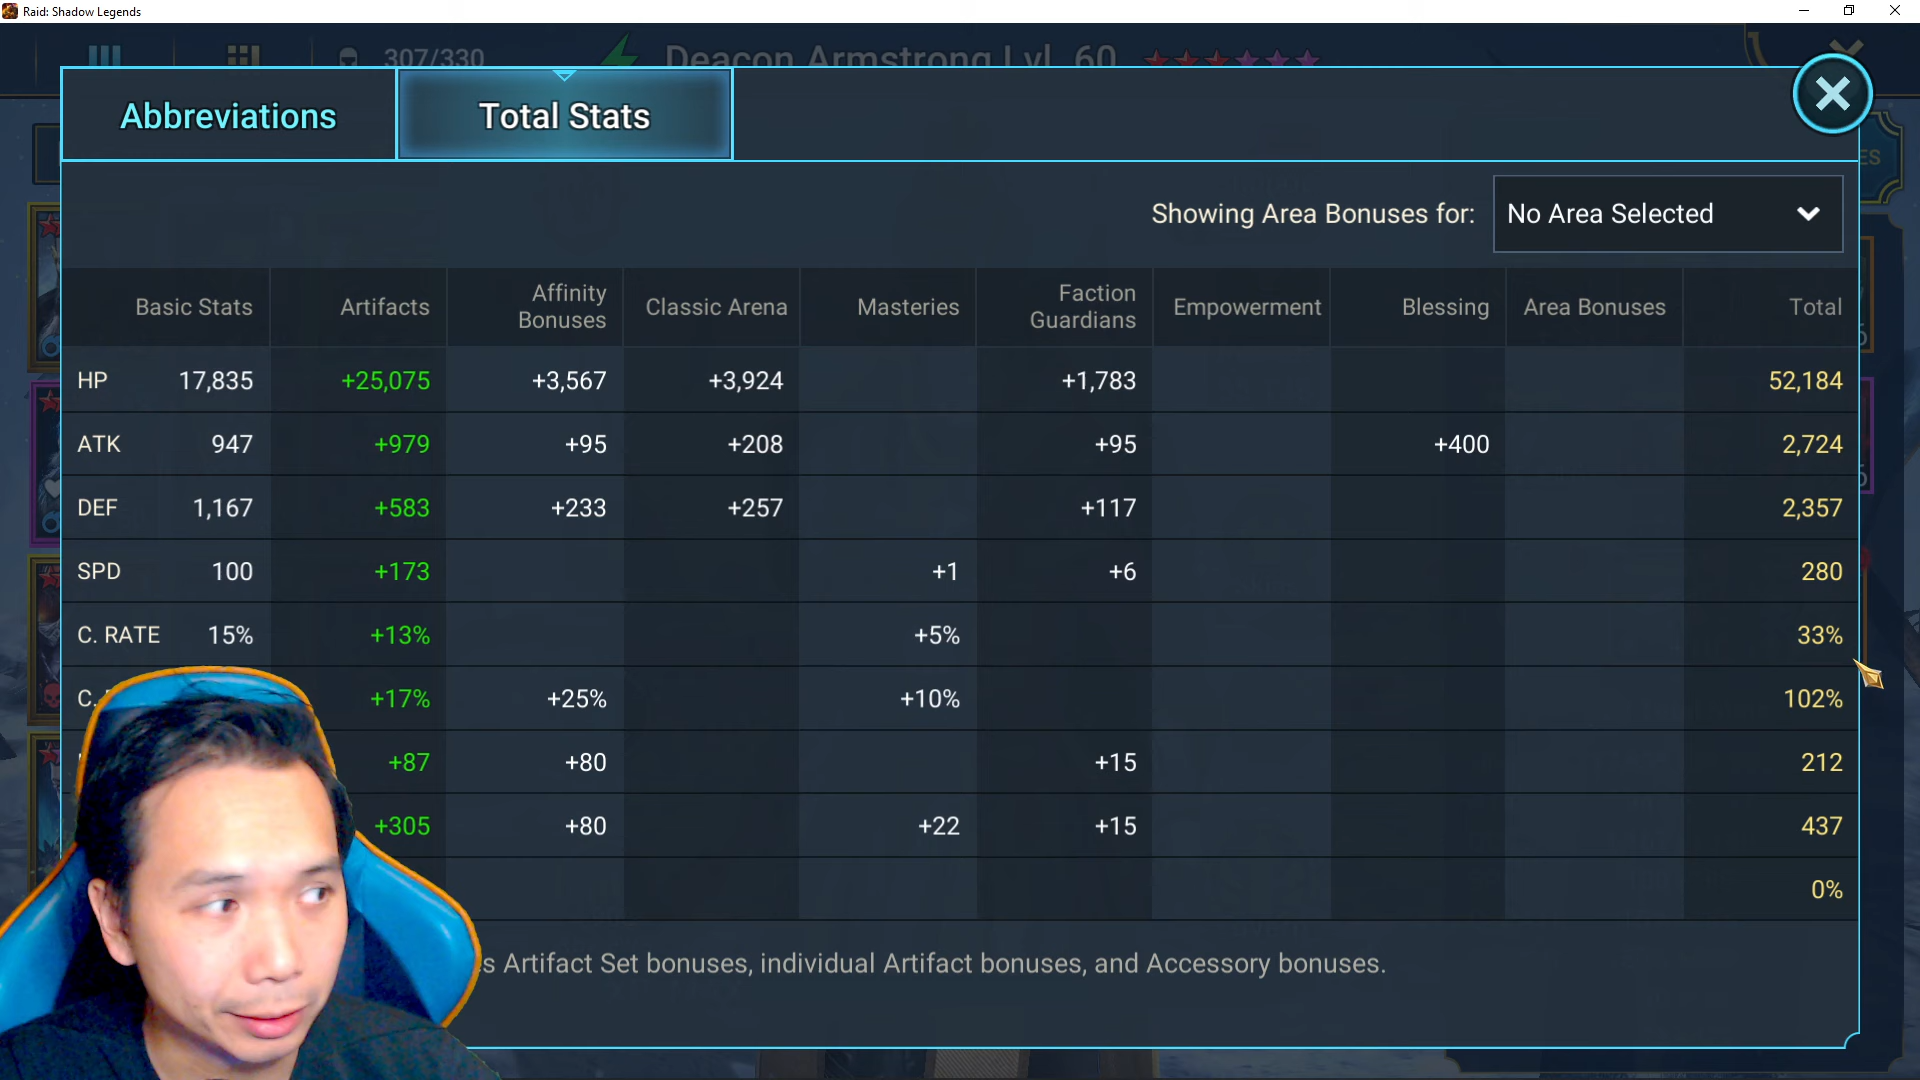 Raid: Shadow Legends
307/330
Deacon Armstrong Lvl. 60
Abbreviations
Total Stats
Showing Area Bonuses for:
No Area Selected
Basic Stats
Artifacts
Affinity
Bonuses
Classic Arena
Masteries
Faction
Guardians
Empowerment
Blessing
Area Bonuses
Total
HP 17,835 +25,075 +3,567 +3,924 +1,783 52,184
ATK 947 +979 +95 +208 +95 +400 2,724
DEF 1,167 +583 +233 +257 +117 2,357
SPD 100 +173 +1 +6 280
C. RATE 15% +13% +5% 33%
C. +17% +25% +10% 102%
+87 +80 +15 212
+305 +80 +22 +15 437
0%
Artifact Set bonuses, individual Artifact bonuses, and Accessory bonuses.